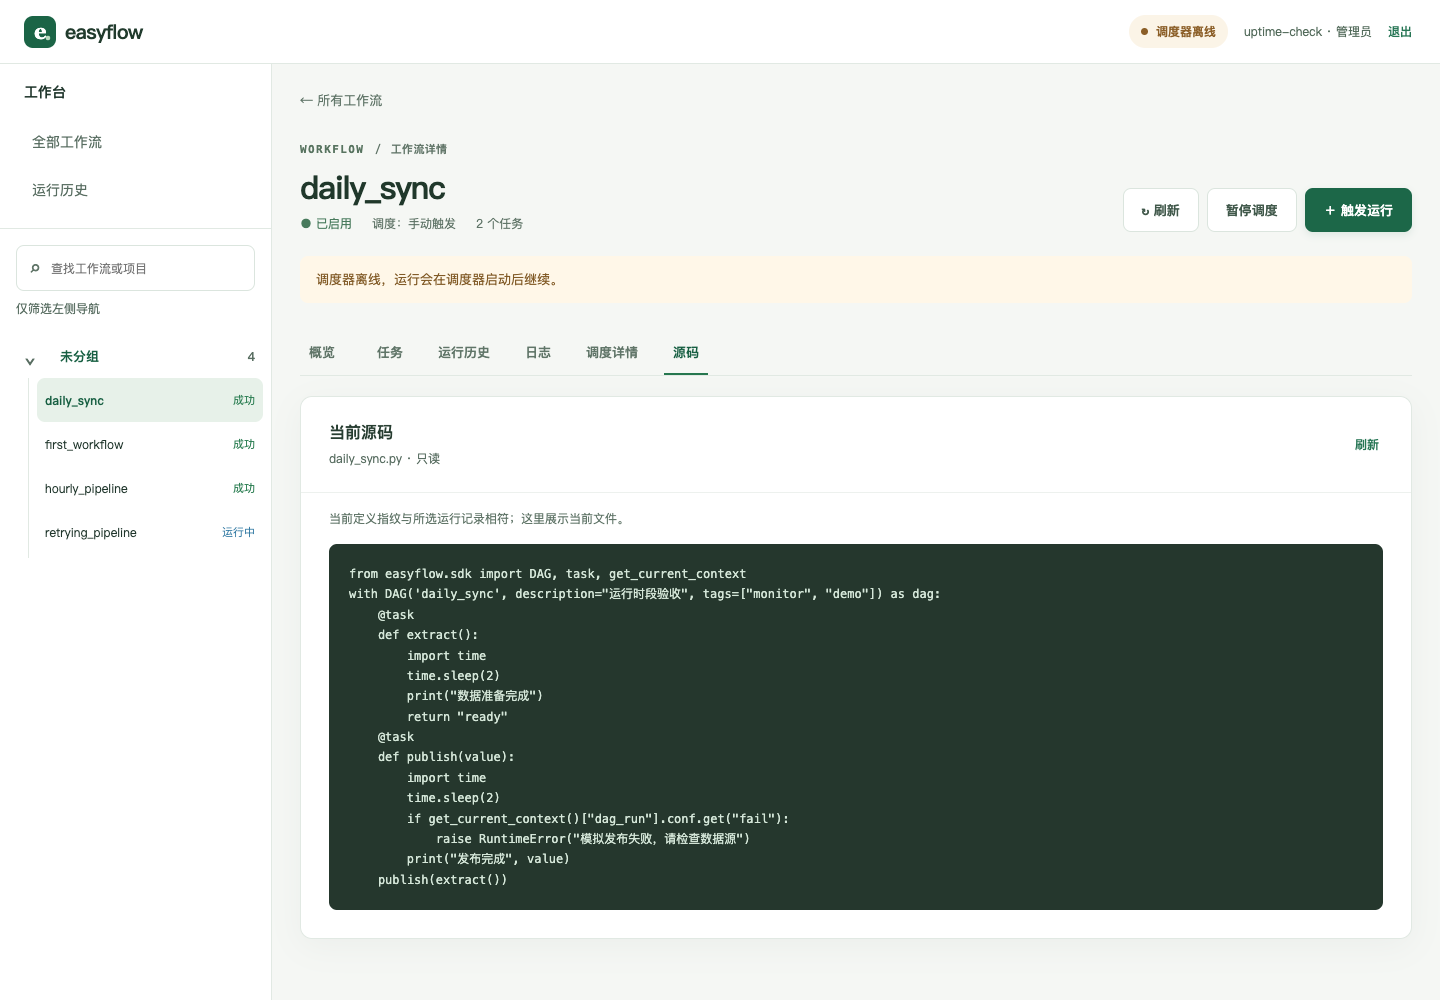 e.
easyflow
调度器离线
uptime-check · 管理员
退出
工作台
全部工作流
运行历史
查找工作流或项目
仅筛选左侧导航
未分组
4
daily_sync
成功
first_workflow
成功
hourly_pipeline
成功
retrying_pipeline
运行中
← 所有工作流
WORKFLOW / 工作流详情
daily_sync
已启用 调度：手动触发 2 个任务
↻ 刷新
暂停调度
+ 触发运行
调度器离线，运行会在调度器启动后继续。
概览
任务
运行历史
日志
调度详情
源码
当前源码
daily_sync.py · 只读
刷新
当前定义指纹与所选运行记录相符；这里展示当前文件。
from easyflow.sdk import DAG, task, get_current_context
with DAG('daily_sync', description="运行时段验收", tags=["monitor", "demo"]) as dag:
    @task
    def extract():
        import time
        time.sleep(2)
        print("数据准备完成")
        return "ready"
    @task
    def publish(value):
        import time
        time.sleep(2)
        if get_current_context()["dag_run"].conf.get("fail"):
            raise RuntimeError("模拟发布失败，请检查数据源")
        print("发布完成", value)
    publish(extract())